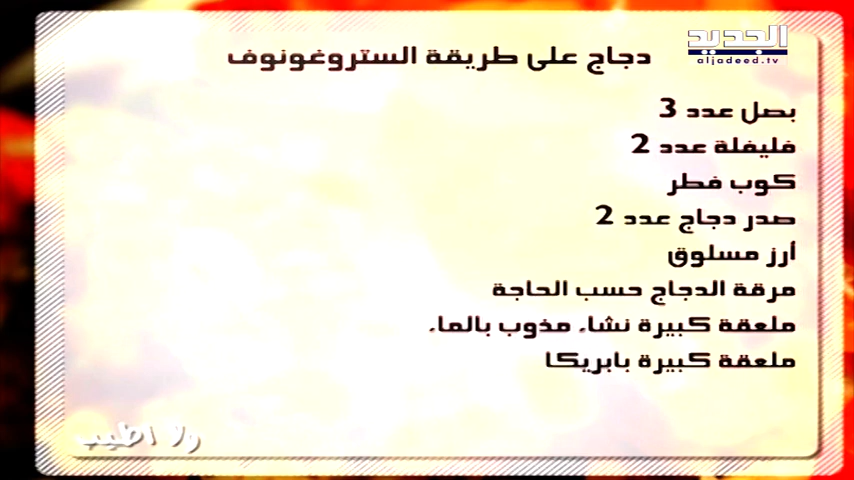 الجديد
aljadeed.tv
دجاج على طريقة الستروغونوف
بصل عدد 3
فليفلة عدد 2
كوب فطر
صدر دجاج عدد 2
أرز مسلوق
مرقة الدجاج حسب الحاجة
ملعقة كبيرة نشاء مذوب بالماء
ملعقة كبيرة بابريكا
ولا اطيب